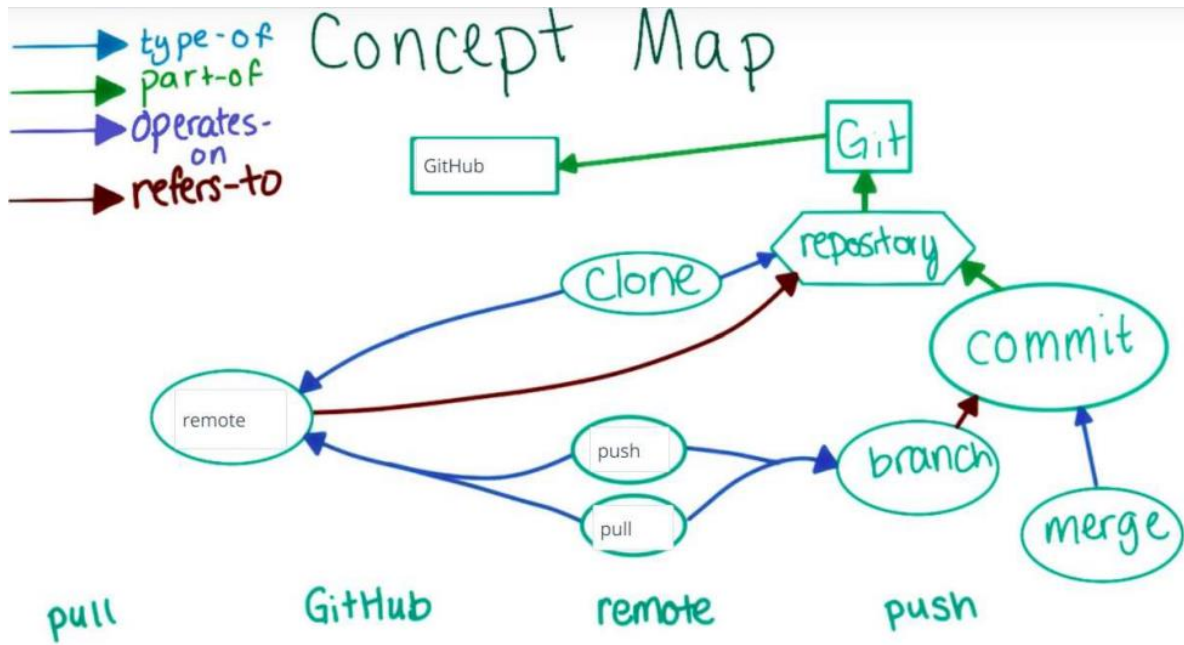 Concept Map
type-of
part-of
operates-
on
refers-to
GitHub
Git
repository
clone
commit
remote
push
branch
pull
merge
pull GitHub remote push